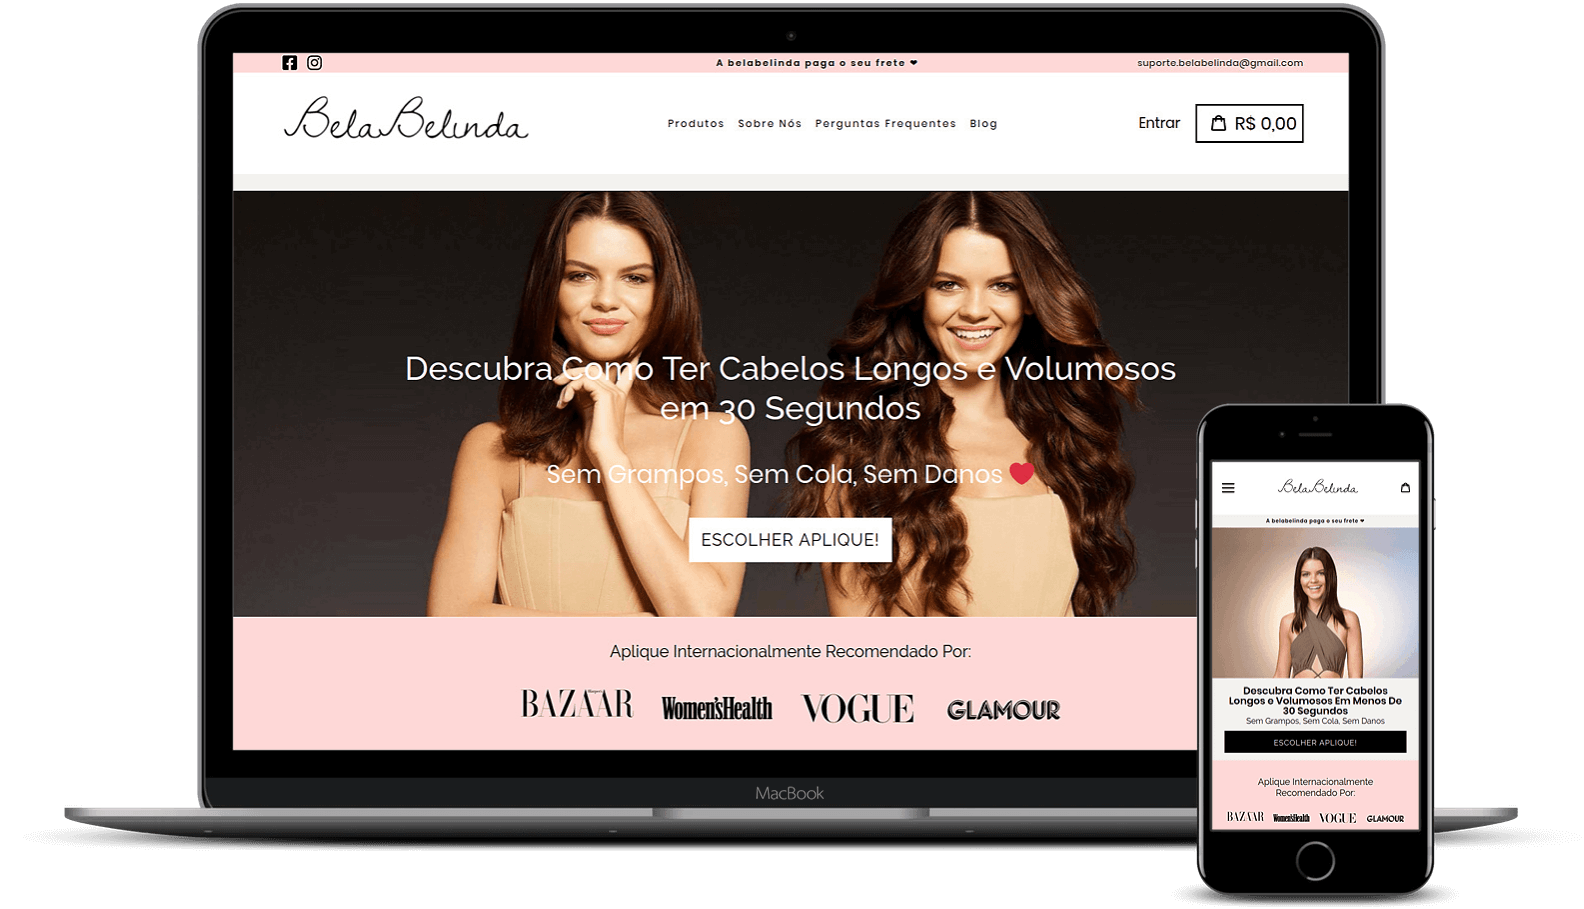 A belabelinda paga o seu frete ❤
suporte.belabelinda@gmail.com
BelaBelinda
Produtos Sobre Nós Perguntas Frequentes Blog
Entrar
R$ 0,00
Descubra Como Ter Cabelos Longos e Volumosos
em 30 Segundos
Sem Grampos, Sem Cola, Sem Danos ❤
ESCOLHER APLIQUE!
Aplique Internacionalmente Recomendado Por:
Harper's
BAZAAR
Women'sHealth
VOGUE
GLAMOUR
MacBook
BelaBelinda
A belabelinda paga o seu frete ❤
Descubra Como Ter Cabelos
Longos e Volumosos Em Menos De
30 Segundos
Sem Grampos, Sem Cola, Sem Danos
ESCOLHER APLIQUE!
Aplique Internacionalmente
Recomendado Por:
BAZAAR
Women'sHealth
VOGUE
GLAMOUR